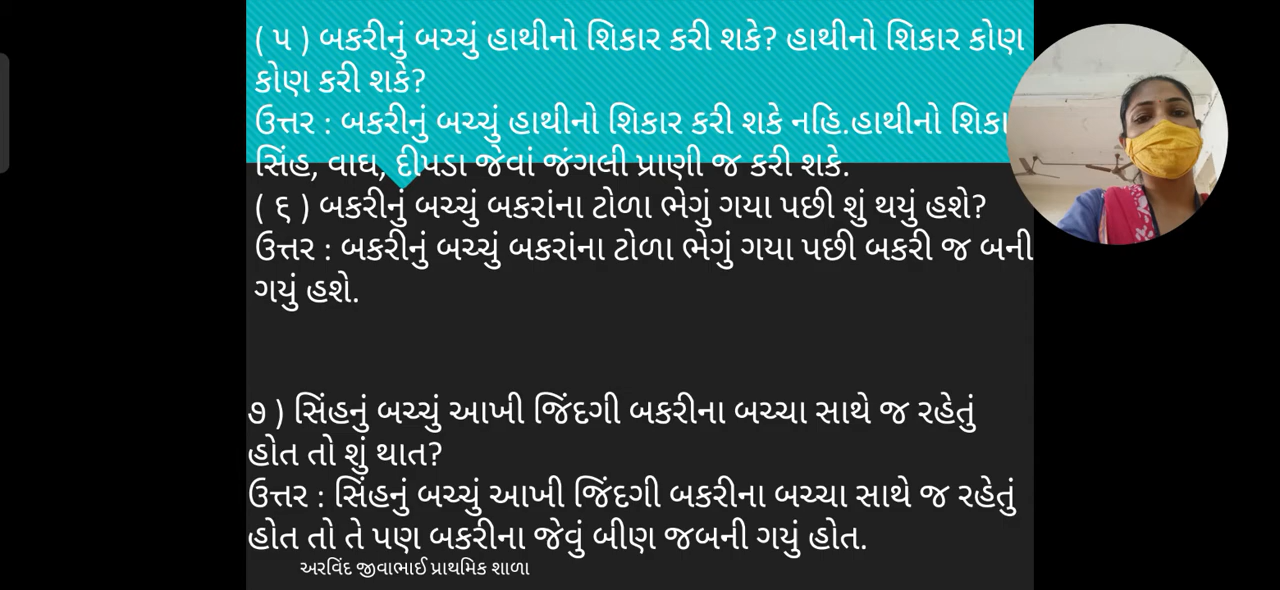 ( ૫ ) બકરીનું બચ્ચું હાથીનો શિકાર કરી શકે? હાથીનો શિકાર કોણ
કોણ કરી શકે?
ઉત્તર : બકરીનું બચ્ચું હાથીનો શિકાર કરી શકે નહિ.હાથીનો શિકા
સિંહ, વાઘ, દીપડા જેવાં જંગલી પ્રાણી જ કરી શકે.
( ૬ ) બકરીનું બચ્ચું બકરાંના ટોળા ભેગું ગયા પછી શું થયું હશે?
ઉત્તર : બકરીનું બચ્ચું બકરાંના ટોળા ભેગું ગયા પછી બકરી જ બની
ગયું હશે.
૭ ) સિંહનું બચ્ચું આખી જિંદગી બકરીના બચ્ચા સાથે જ રહેતું
હોત તો શું થાત?
ઉત્તર : સિંહનું બચ્ચું આખી જિંદગી બકરીના બચ્ચા સાથે જ રહેતું
હોત તો તે પણ બકરીના જેવું બીણ જબની ગયું હોત.
અરવિંદ જીવાભાઈ પ્રાથમિક શાળા